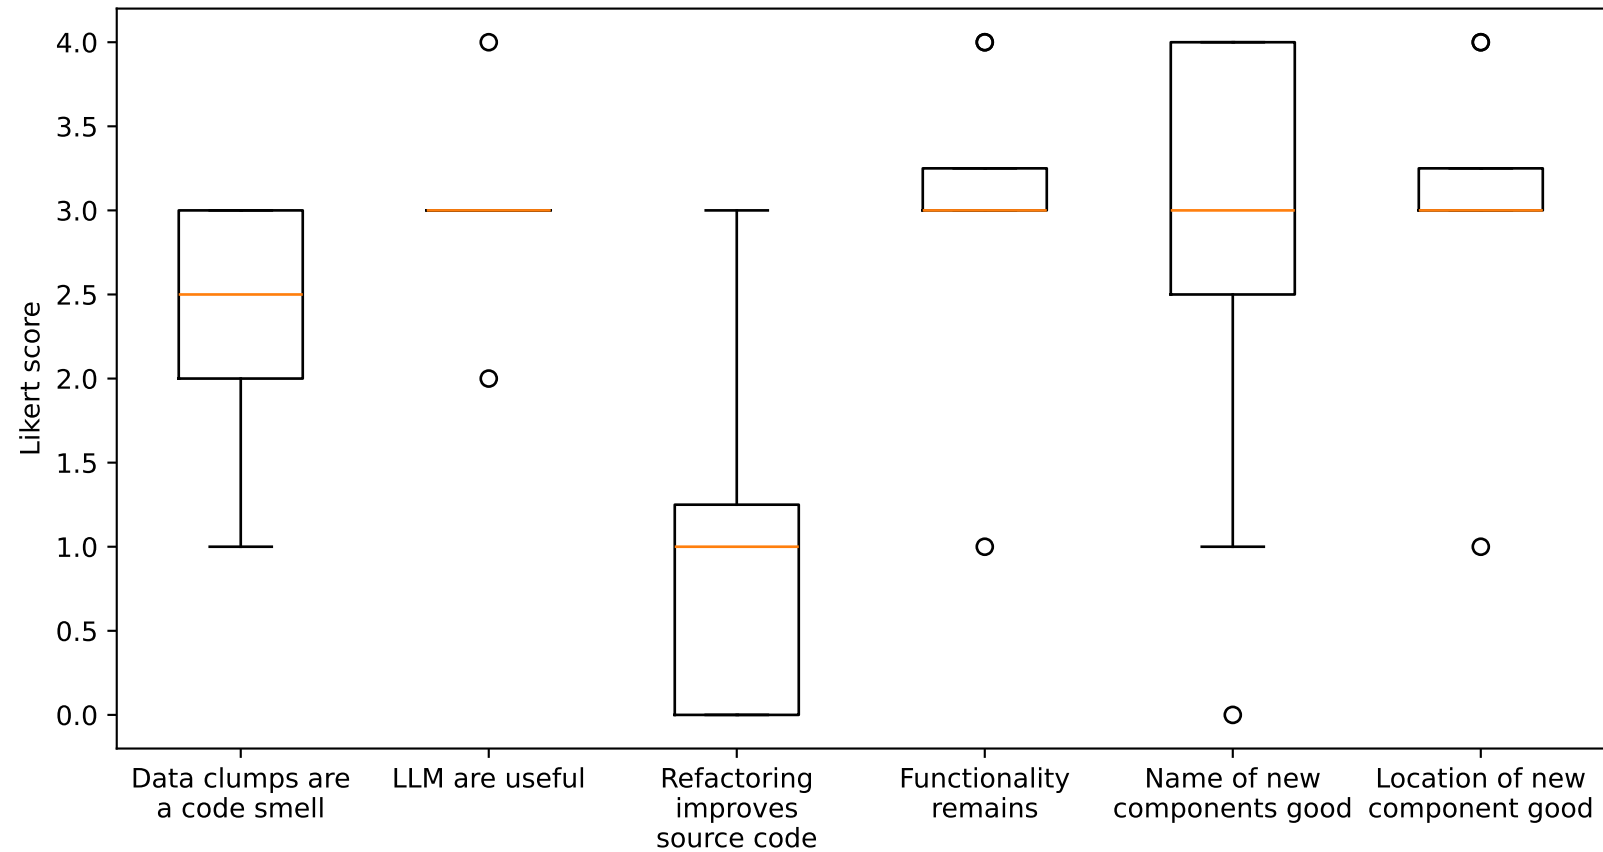 4.0
3.5
3.0
2.5
2.0
1.5
1.0
0.5
0.0
Likert score
Data clumps are
a code smell
LLM are useful
Refactoring
improves
source code
Functionality
remains
Name of new
components good
Location of new
component good